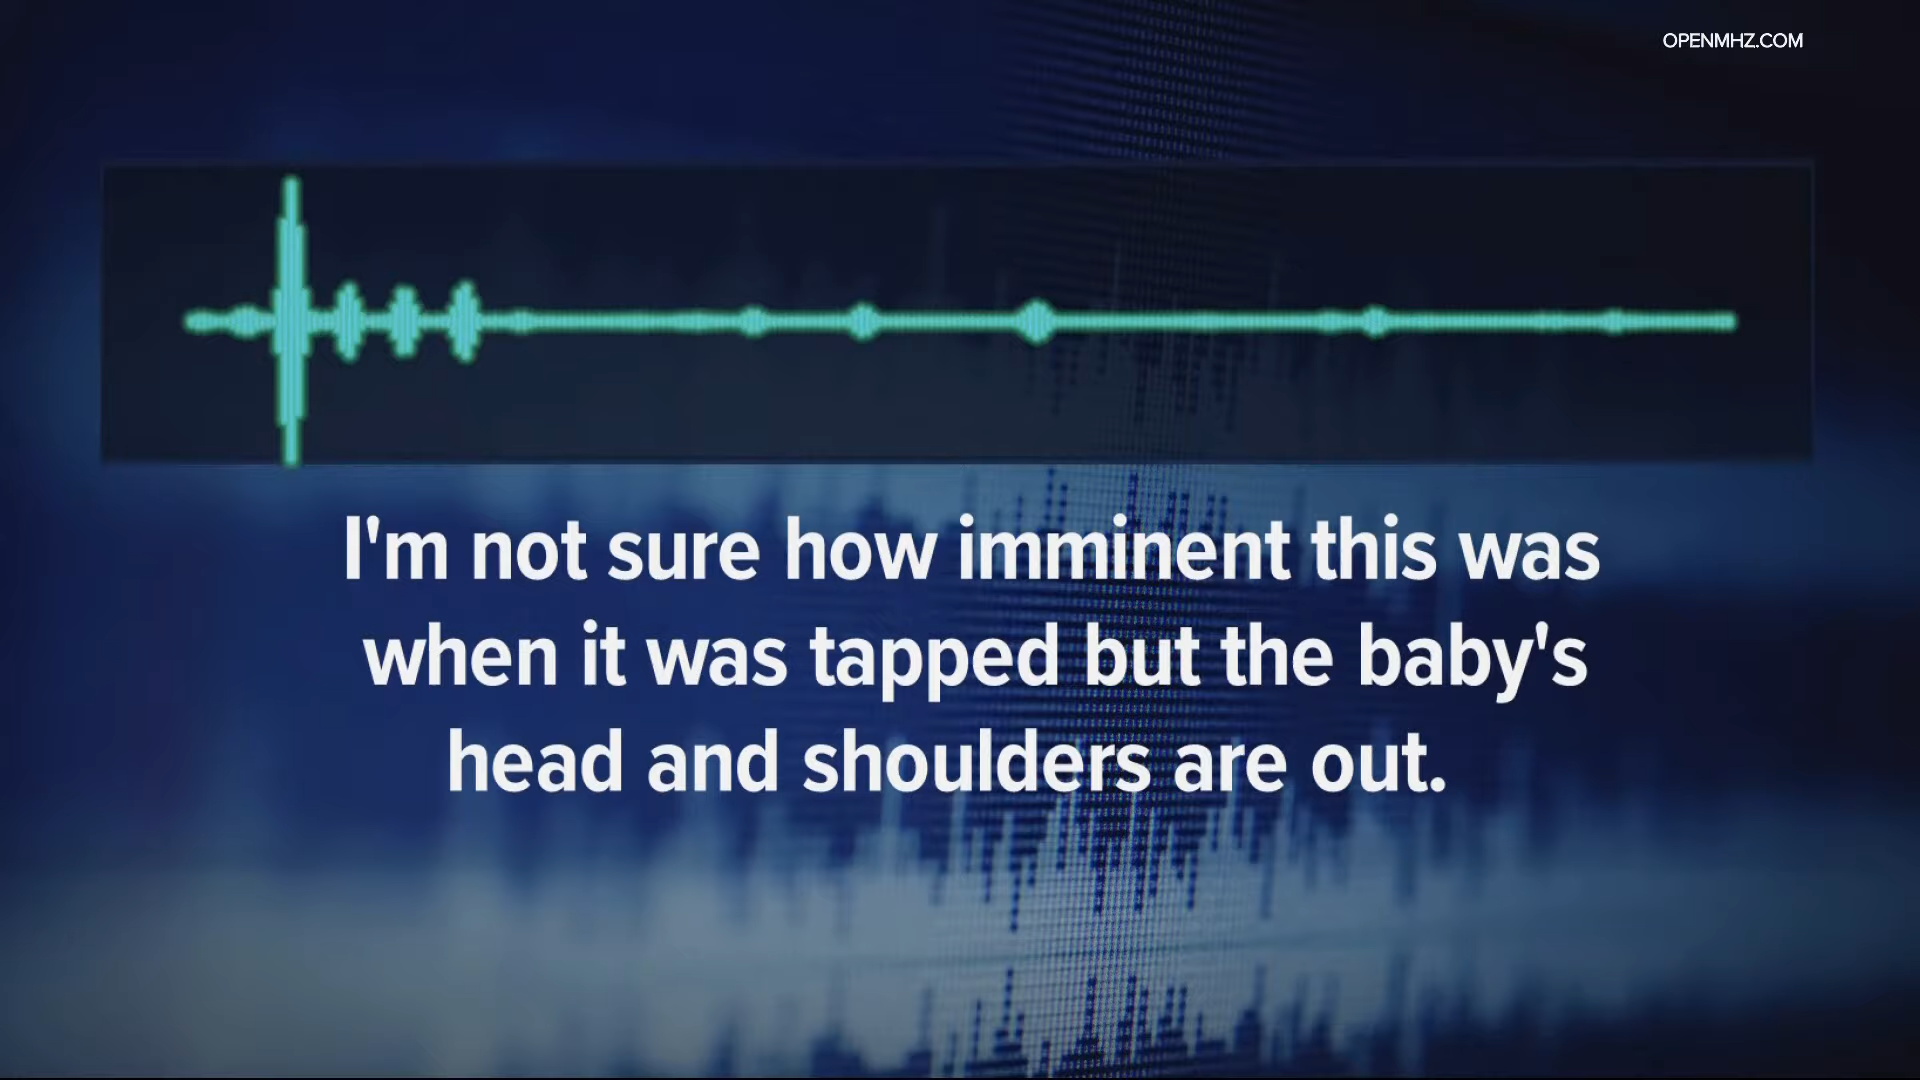 OPENMHZ.COM
I'm not sure how imminent this was
when it was tapped but the baby's
head and shoulders are out.